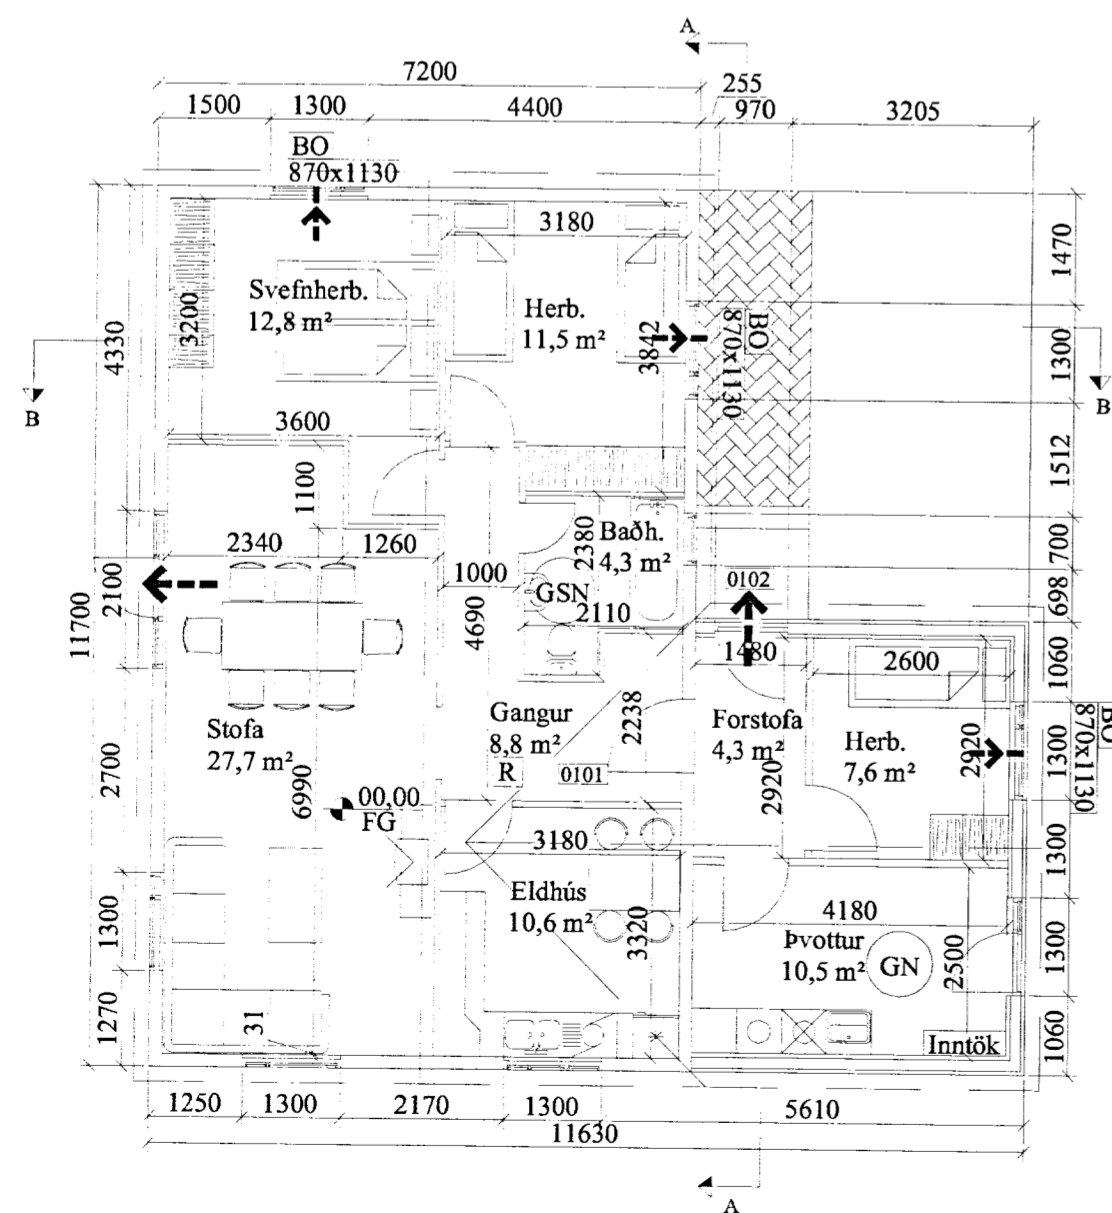 A
7200
255
1500
1300
4400
970
3205
BO
870x1130
3180
1470
Svefnherb.
12,8 m²
3200
Herb.
11,5 m²
3842
BO
870x1130
4330
1300
B
B
3600
1100
1512
2340
1260
2380
Baðh.
4,3 m²
700
1000
GSN
0102
2100
698
11700
4690
2110
1480
2600
1060
Stofa
27,7 m²
Gangur
8,8 m²
2238
Forstofa
4,3 m²
Herb.
7,6 m²
2920
BO
870x1130
1300
2700
R
0101
2920
6990
00,00
FG
3180
1300
Eldhús
10,6 m²
3320
4180
Þvottur
10,5 m²
GN
2500
1300
1300
1270
31
Inntök
1060
1250
1300
2170
1300
5610
11630
A